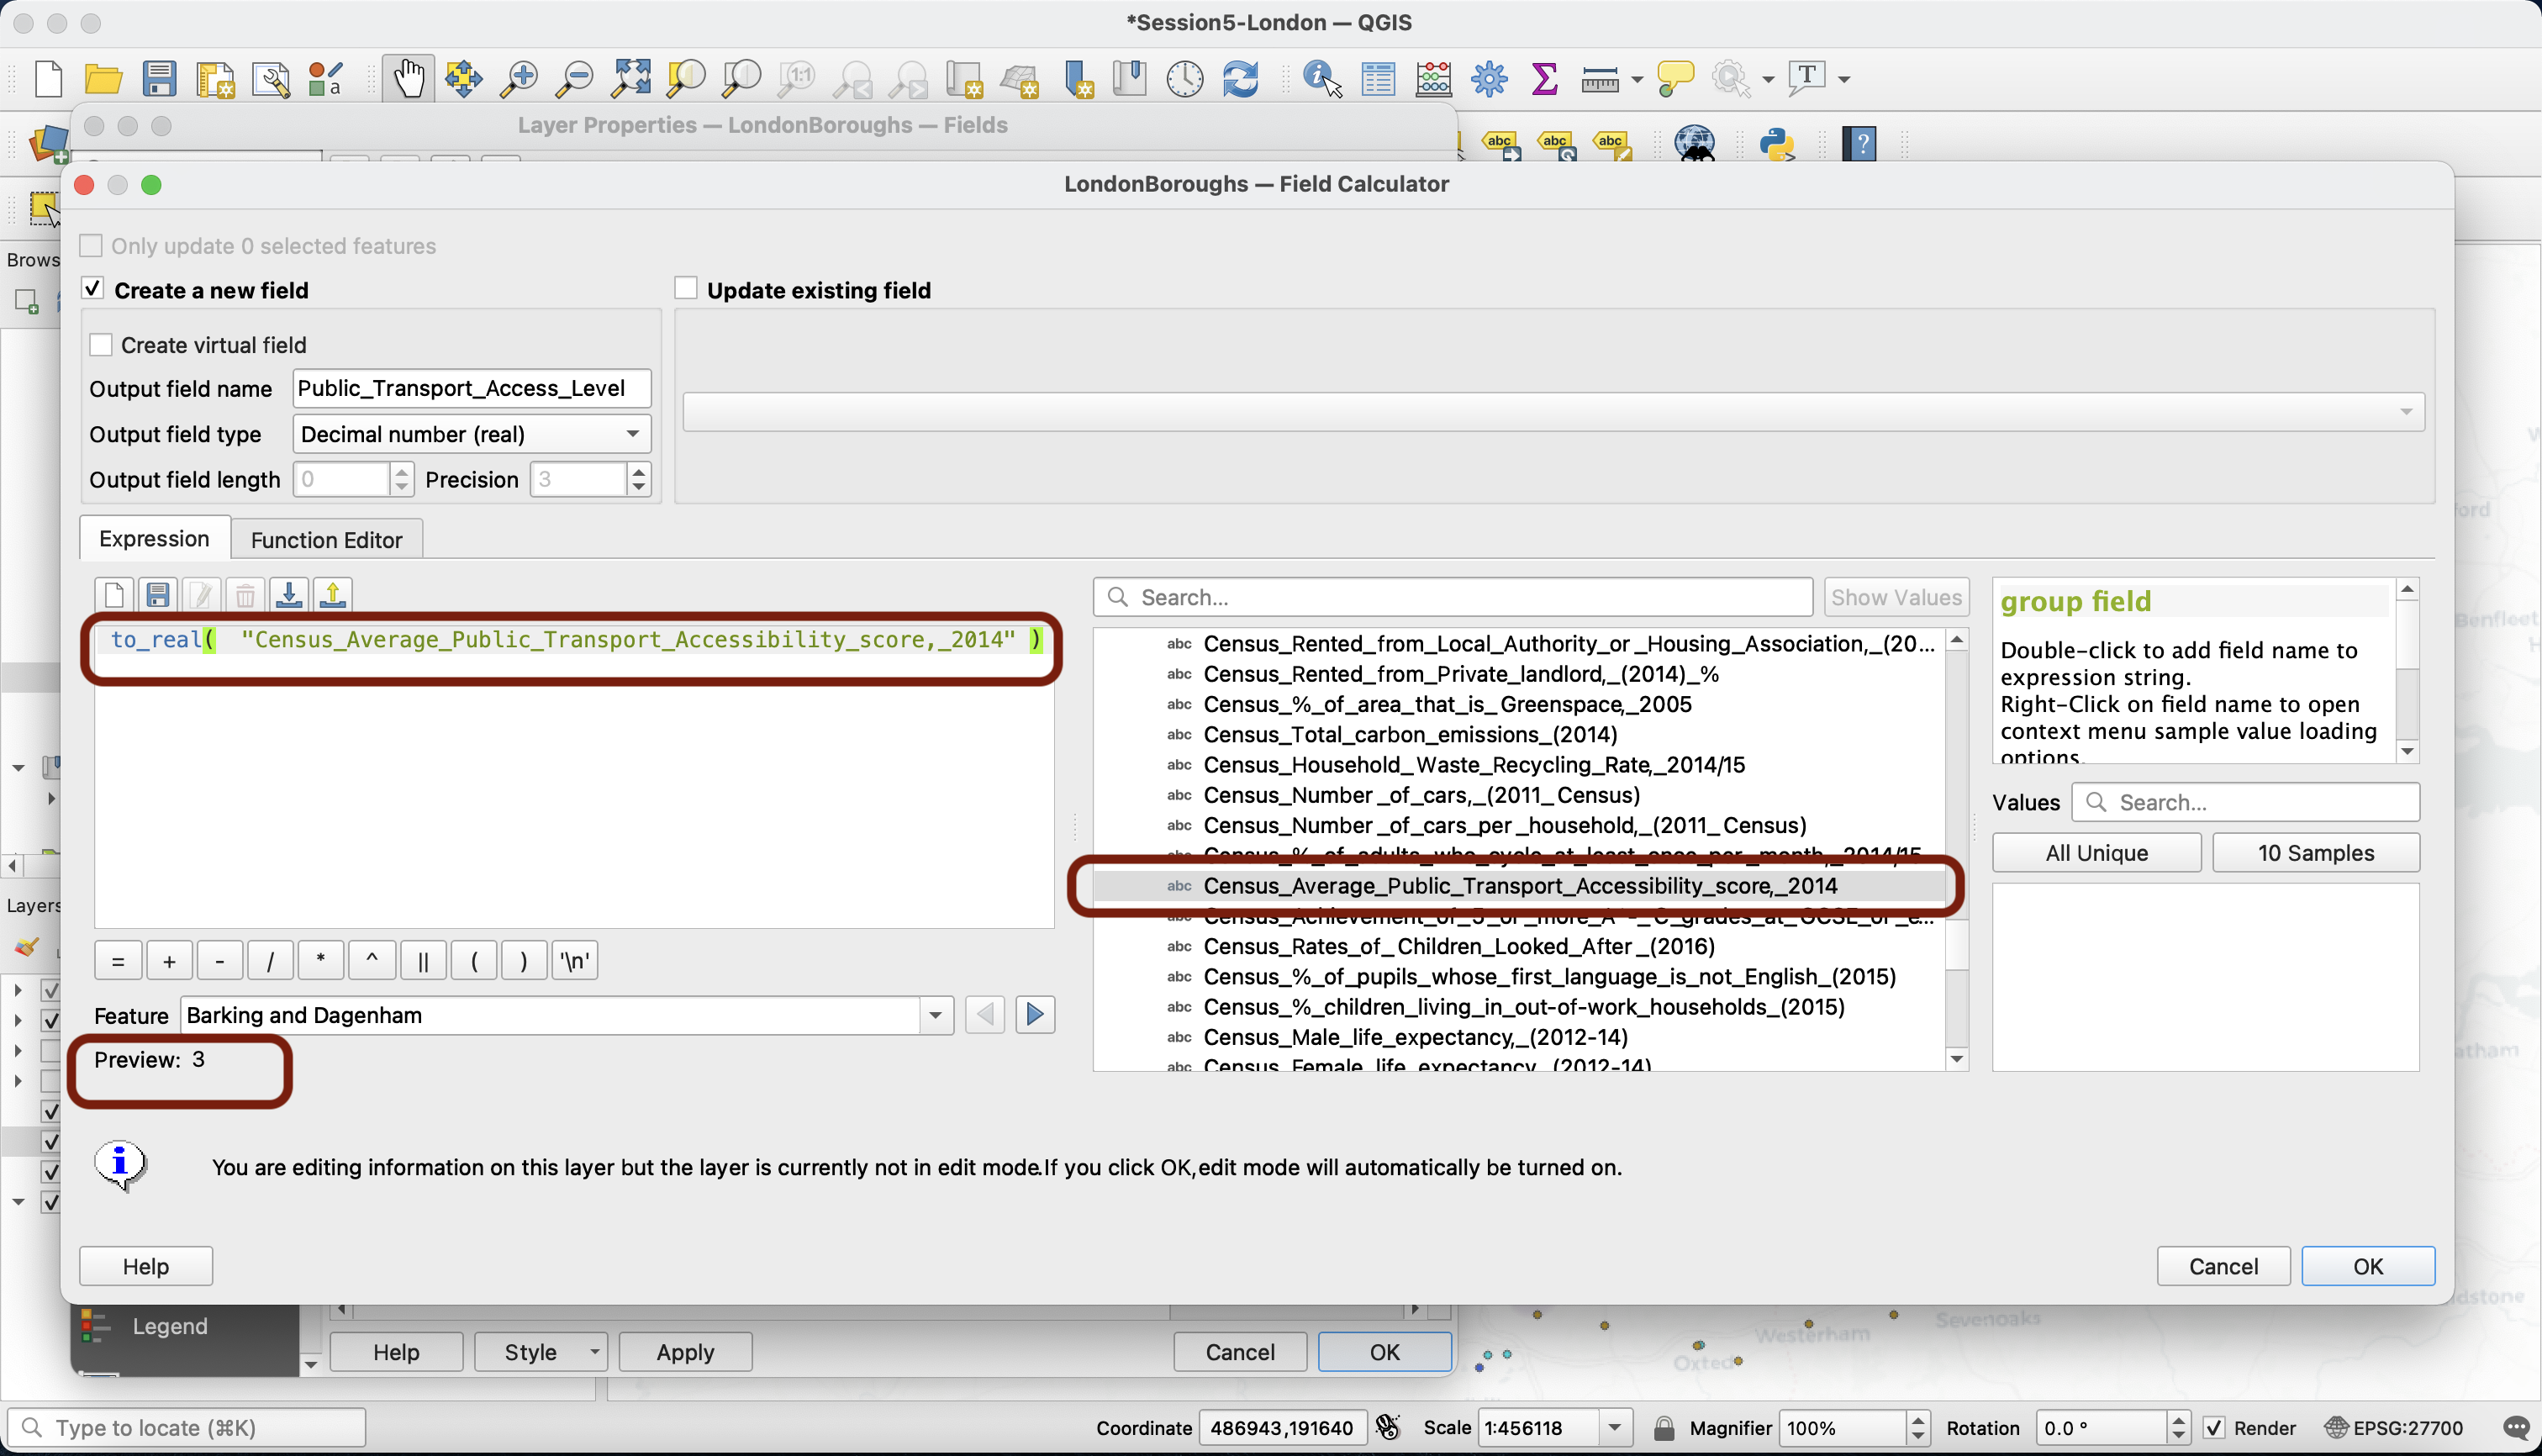 *Session5-London — QGIS
Layer Properties — LondonBoroughs — Fields
LondonBoroughs — Field Calculator
Only update 0 selected features
Create a new field
Update existing field
Create virtual field
Output field name Public_Transport_Access_Level
Output field type Decimal number (real)
Output field length 0 Precision 3
Expression Function Editor
Search... Show Values
to_real( "Census_Average_Public_Transport_Accessibility_score,_2014" )
abc Census_Rented_from_Local_Authority_or_Housing_Association,_(20...
abc Census_Rented_from_Private_landlord,_(2014)_%
abc Census_%_of_area_that_is_Greenspace,_2005
abc Census_Total_carbon_emissions_(2014)
abc Census_Household_Waste_Recycling_Rate,_2014/15
abc Census_Number_of_cars,_(2011_Census)
abc Census_Number_of_cars_per_household,_(2011_Census)
abc Census_%_of_adults_who_cycle_at_least_once_per_month,_2014/15
abc Census_Average_Public_Transport_Accessibility_score,_2014
abc Census_Achievement_of_5_or_more_A*-_C_grades_at_GCSE_or_e...
abc Census_Rates_of_Children_Looked_After_(2016)
abc Census_%_of_pupils_whose_first_language_is_not_English_(2015)
abc Census_%_children_living_in_out-of-work_households_(2015)
abc Census_Male_life_expectancy,_(2012-14)
abc Census_Female_life_expectancy,_(2012-14)
group field
Double-click to add field name to
expression string.
Right-Click on field name to open
context menu sample value loading
options.
Values Search...
All Unique 10 Samples
= + - / * ^ || ( ) '\n'
Feature Barking and Dagenham
Preview: 3
You are editing information on this layer but the layer is currently not in edit mode.If you click OK,edit mode will automatically be turned on.
Help Cancel OK
Brows
Layers
Legend
Help Style Apply Cancel OK
Benfleet
Sevenoaks
Westerham
Oxted
Type to locate (⌘K) Coordinate 486943,191640 Scale 1:456118 Magnifier 100% Rotation 0.0 ° Render EPSG:27700